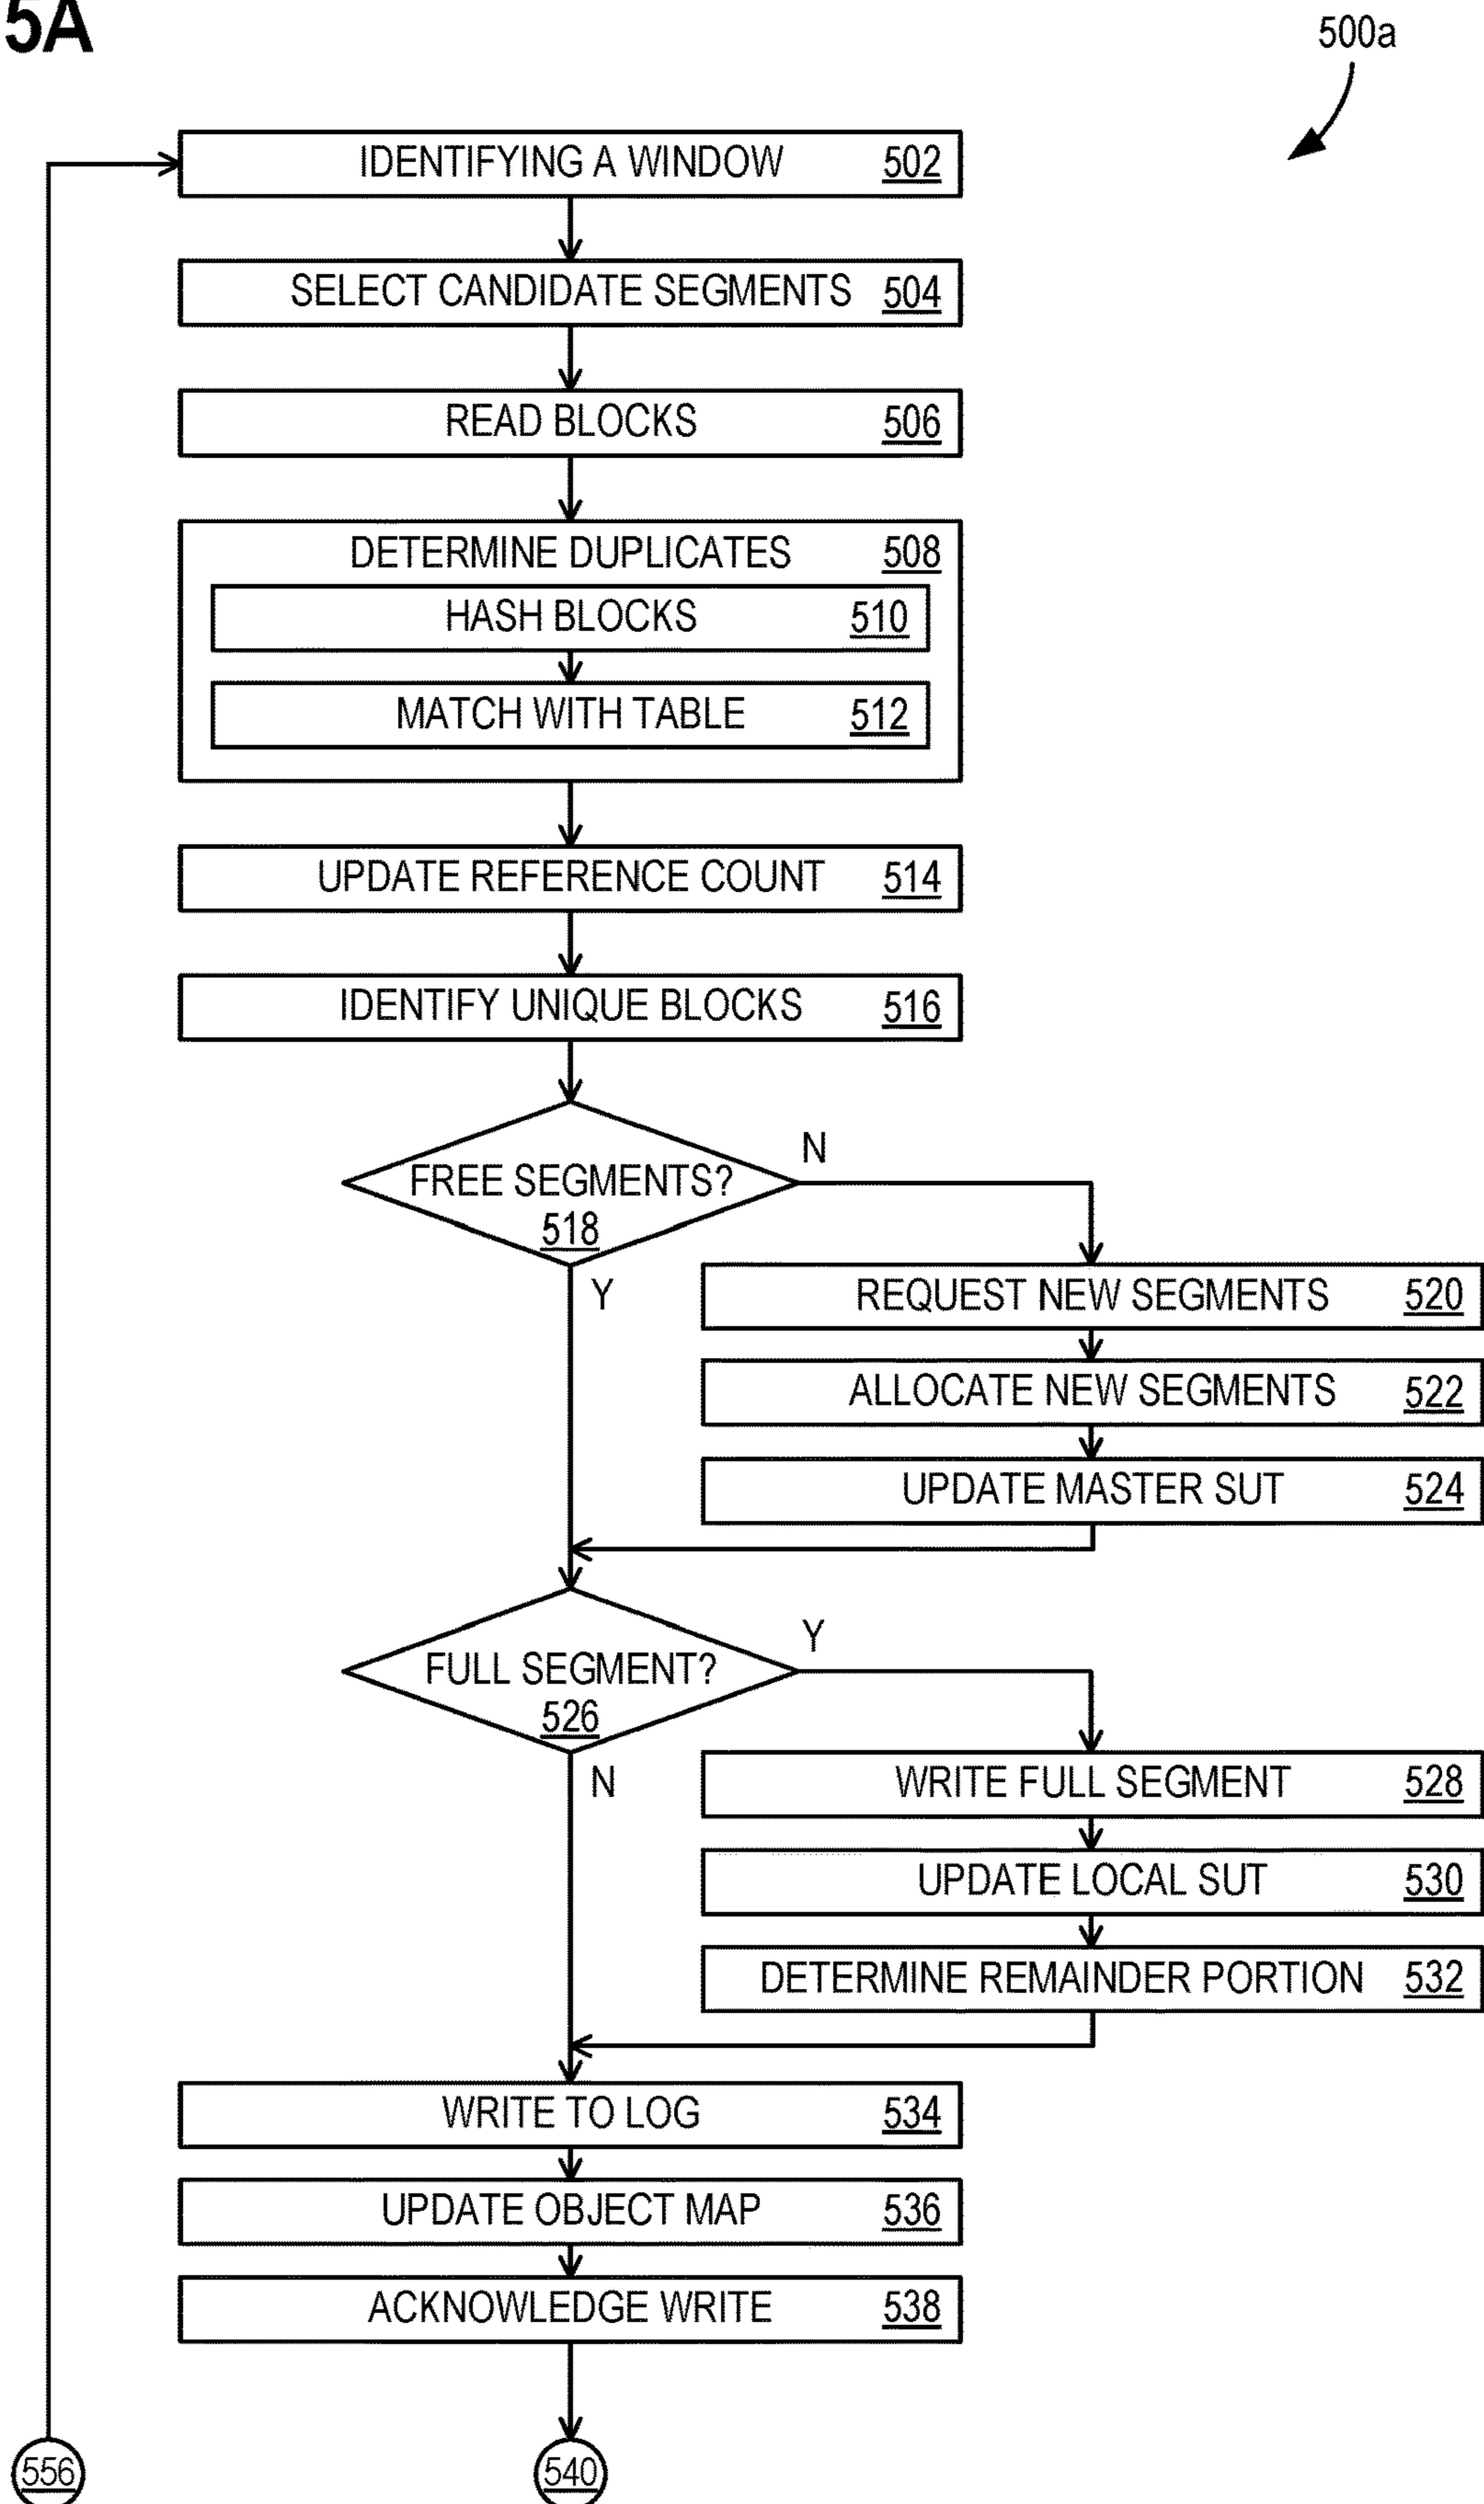 5A
500a
IDENTIFYING A WINDOW 502
SELECT CANDIDATE SEGMENTS 504
READ BLOCKS 506
DETERMINE DUPLICATES 508
HASH BLOCKS 510
MATCH WITH TABLE 512
UPDATE REFERENCE COUNT 514
IDENTIFY UNIQUE BLOCKS 516
N
FREE SEGMENTS?
518
Y
REQUEST NEW SEGMENTS 520
ALLOCATE NEW SEGMENTS 522
UPDATE MASTER SUT 524
Y
FULL SEGMENT?
526
N
WRITE FULL SEGMENT 528
UPDATE LOCAL SUT 530
DETERMINE REMAINDER PORTION 532
WRITE TO LOG 534
UPDATE OBJECT MAP 536
ACKNOWLEDGE WRITE 538
556
540